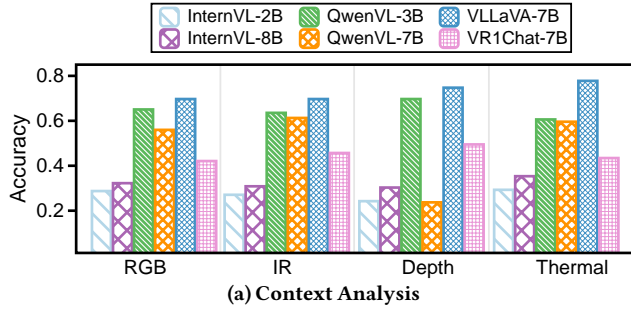 InternVL-2B QwenVL-3B VLLaVA-7B
InternVL-8B QwenVL-7B VR1Chat-7B
0.8
0.6
0.4
0.2
Accuracy
RGB IR Depth Thermal
(a) Context Analysis